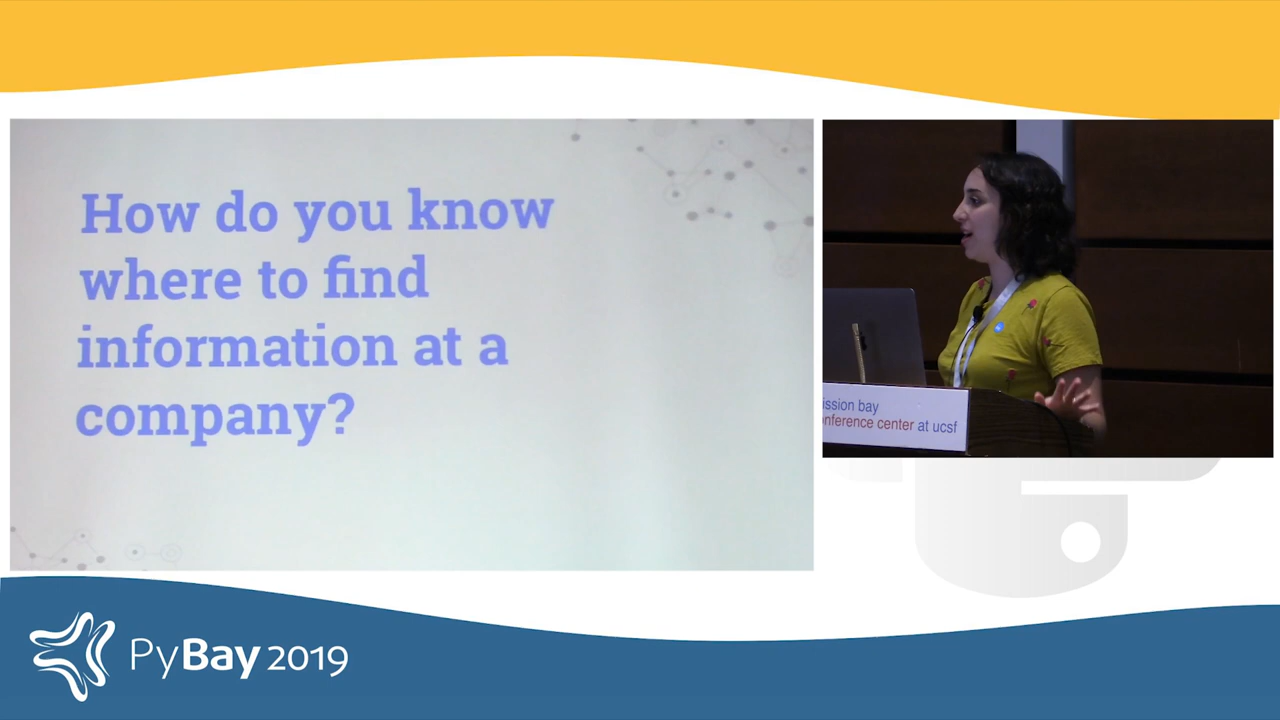 How do you know
where to find
information at a
company?
ission bay
nference center at ucsf
PyBay 2019